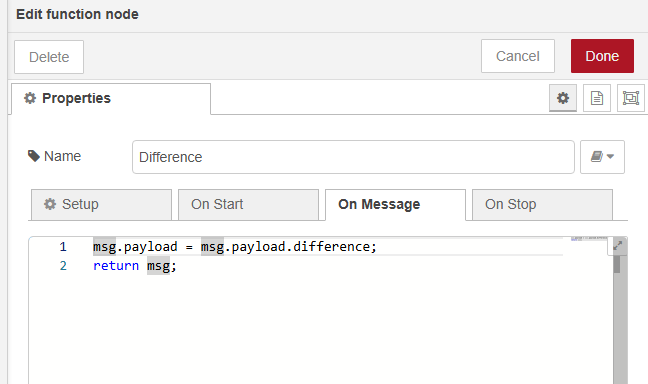 Edit function node
Delete
Cancel
Done
Properties
Name
Difference
Setup
On Start
On Message
On Stop
1 msg.payload = msg.payload.difference;
2 return msg;